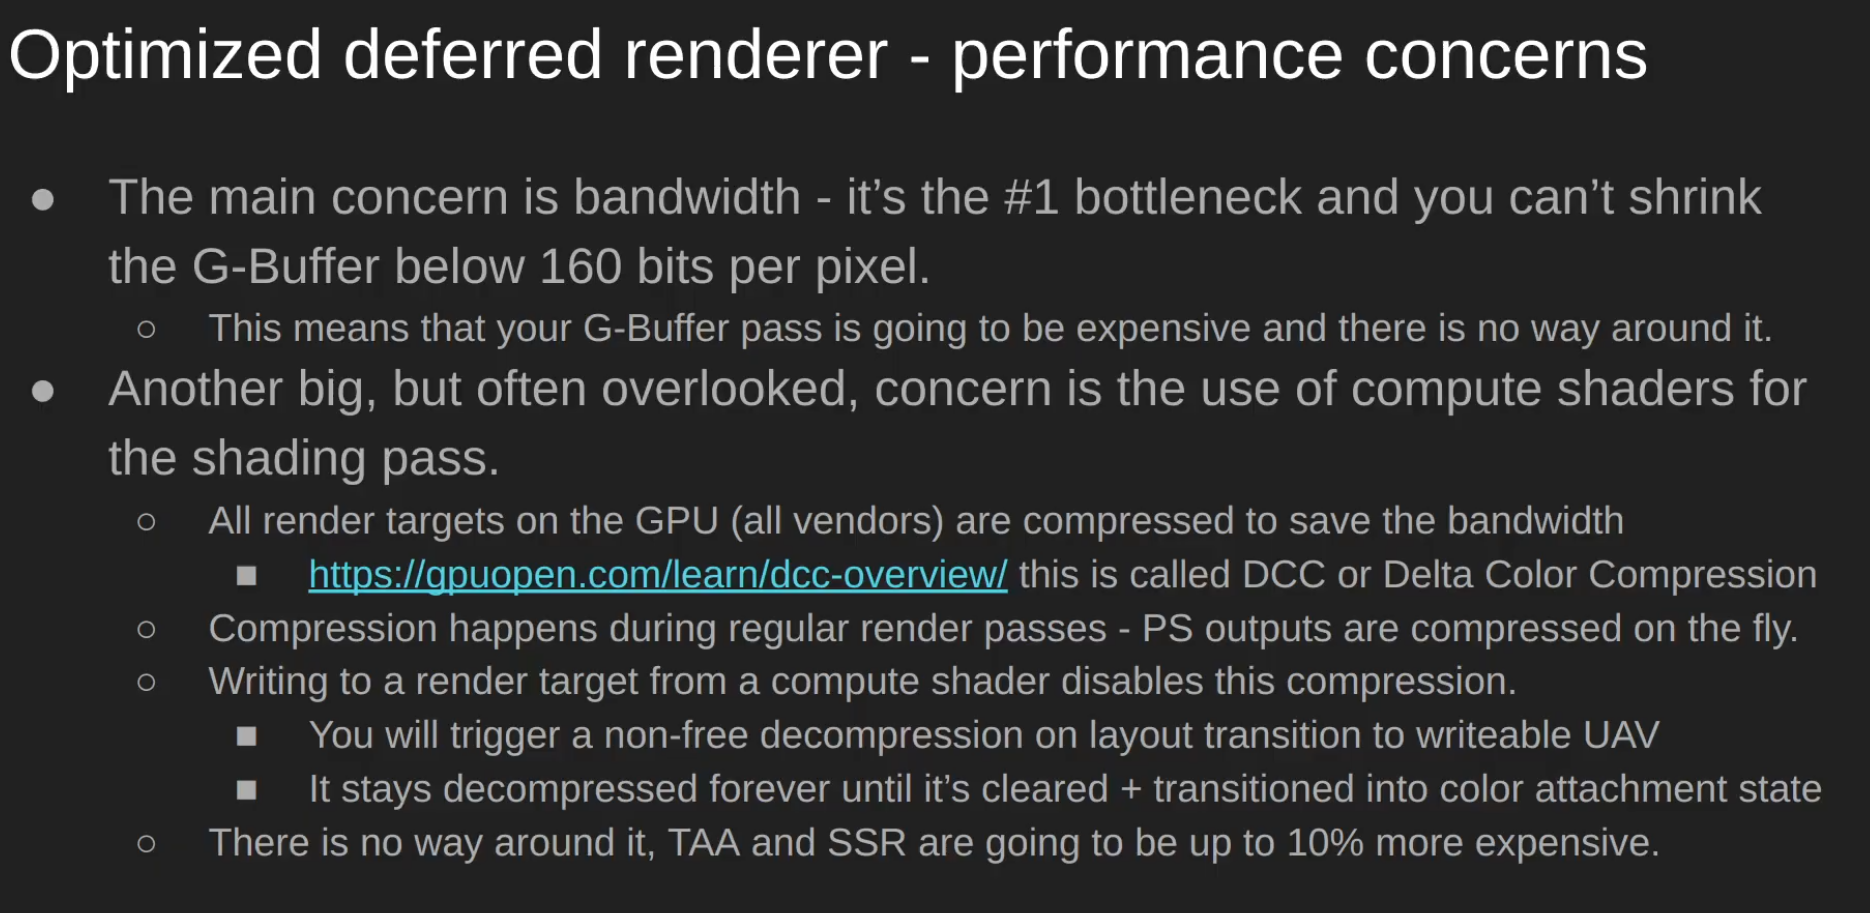 Optimized deferred renderer - performance concerns
● The main concern is bandwidth - it’s the #1 bottleneck and you can’t shrink
the G-Buffer below 160 bits per pixel.
○ This means that your G-Buffer pass is going to be expensive and there is no way around it.
● Another big, but often overlooked, concern is the use of compute shaders for
the shading pass.
○ All render targets on the GPU (all vendors) are compressed to save the bandwidth
■ https://gpuopen.com/learn/dcc-overview/ this is called DCC or Delta Color Compression
○ Compression happens during regular render passes - PS outputs are compressed on the fly.
○ Writing to a render target from a compute shader disables this compression.
■ You will trigger a non-free decompression on layout transition to writeable UAV
■ It stays decompressed forever until it’s cleared + transitioned into color attachment state
○ There is no way around it, TAA and SSR are going to be up to 10% more expensive.